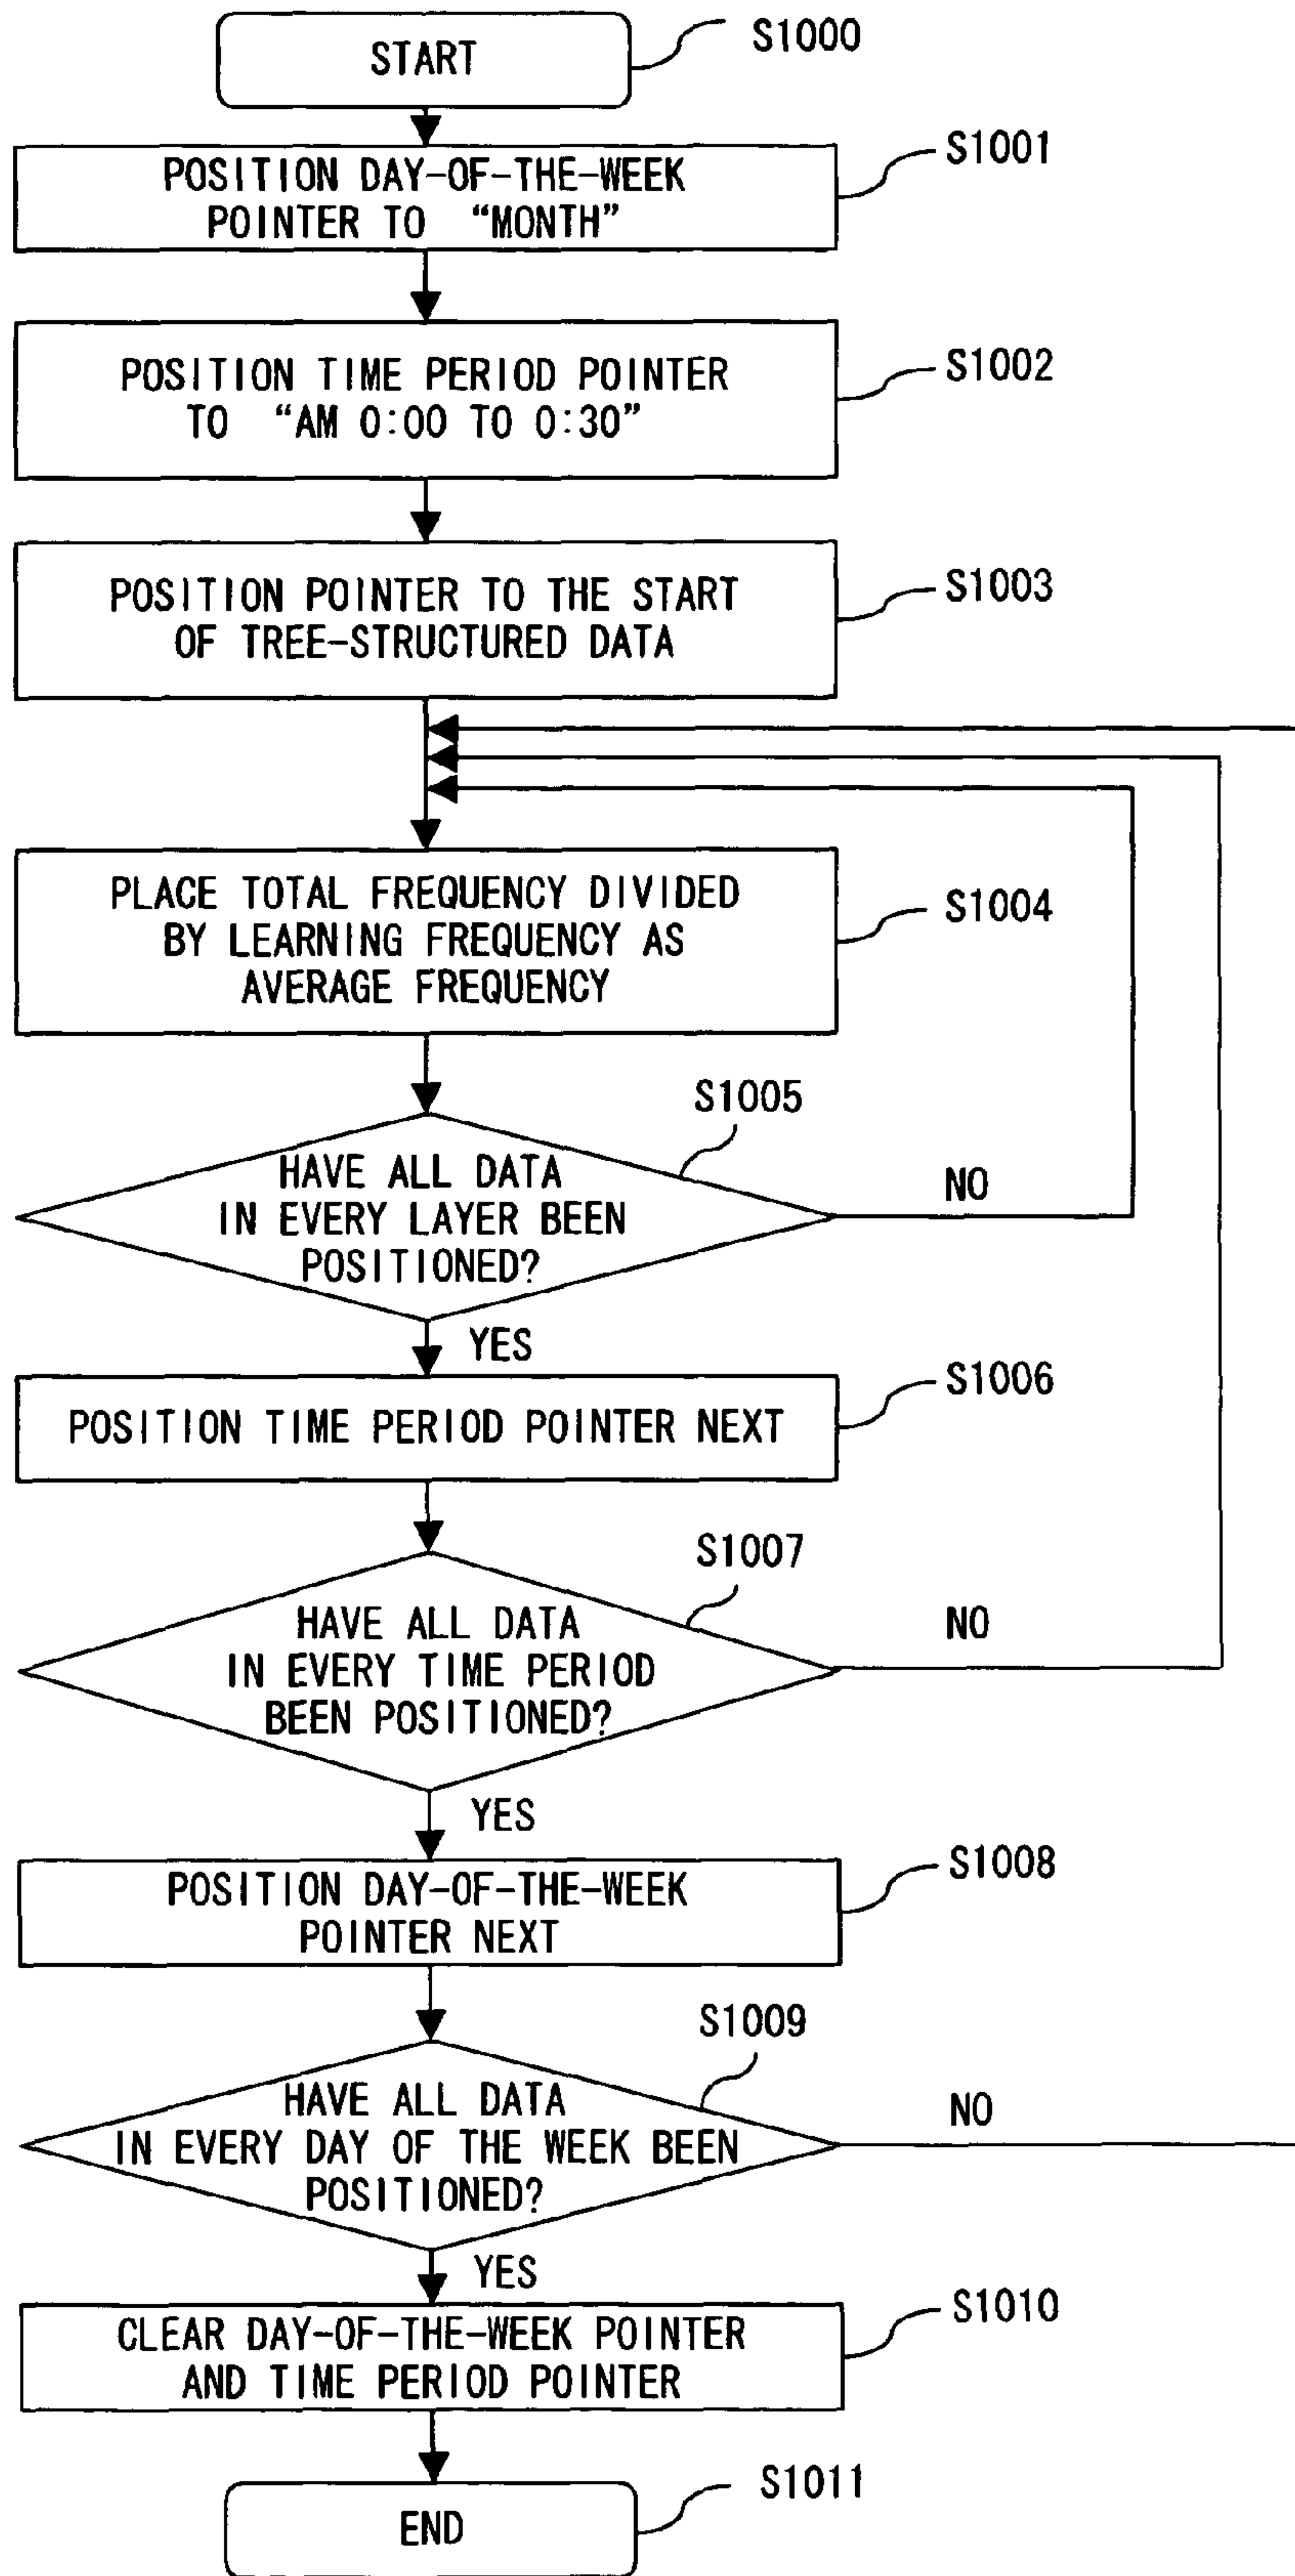 START
S1000
POSITION DAY-OF-THE-WEEK
POINTER TO "MONTH"
S1001
POSITION TIME PERIOD POINTER
TO "AM 0:00 TO 0:30"
S1002
POSITION POINTER TO THE START
OF TREE-STRUCTURED DATA
S1003
PLACE TOTAL FREQUENCY DIVIDED
BY LEARNING FREQUENCY AS
AVERAGE FREQUENCY
S1004
S1005
HAVE ALL DATA
IN EVERY LAYER BEEN
POSITIONED?
NO
YES
POSITION TIME PERIOD POINTER NEXT
S1006
S1007
HAVE ALL DATA
IN EVERY TIME PERIOD
BEEN POSITIONED?
NO
YES
POSITION DAY-OF-THE-WEEK
POINTER NEXT
S1008
S1009
HAVE ALL DATA
IN EVERY DAY OF THE WEEK BEEN
POSITIONED?
NO
YES
CLEAR DAY-OF-THE-WEEK POINTER
AND TIME PERIOD POINTER
S1010
END
S1011